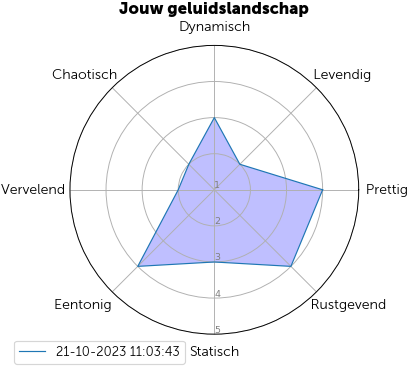 Jouw geluidslandschap
Dynamisch
Chaotisch
Levendig
Vervelend
Prettig
1
2
3
4
5
Eentonig
Rustgevend
21-10-2023 11:03:43
Statisch